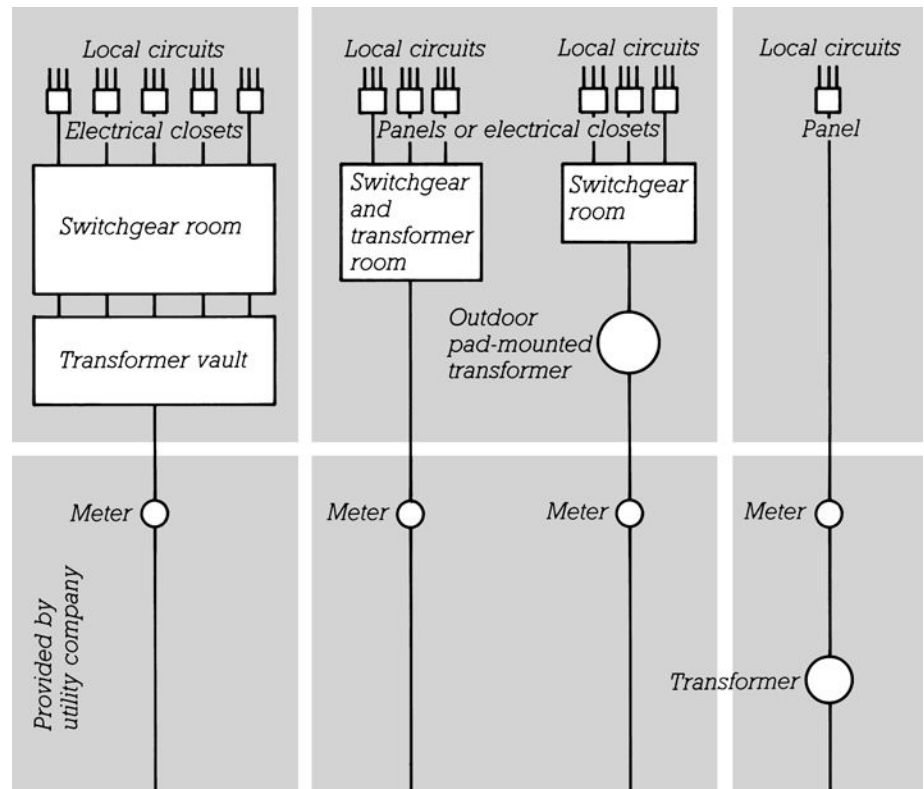 Local circuits
Electrical closets
Switchgear room
Transformer vault
Meter
Provided by
utility company
Local circuits
Local circuits
Panels or electrical closets
Switchgear
and
transformer
room
Switchgear
room
Outdoor
pad-mounted
transformer
Meter
Meter
Local circuits
Panel
Meter
Transformer